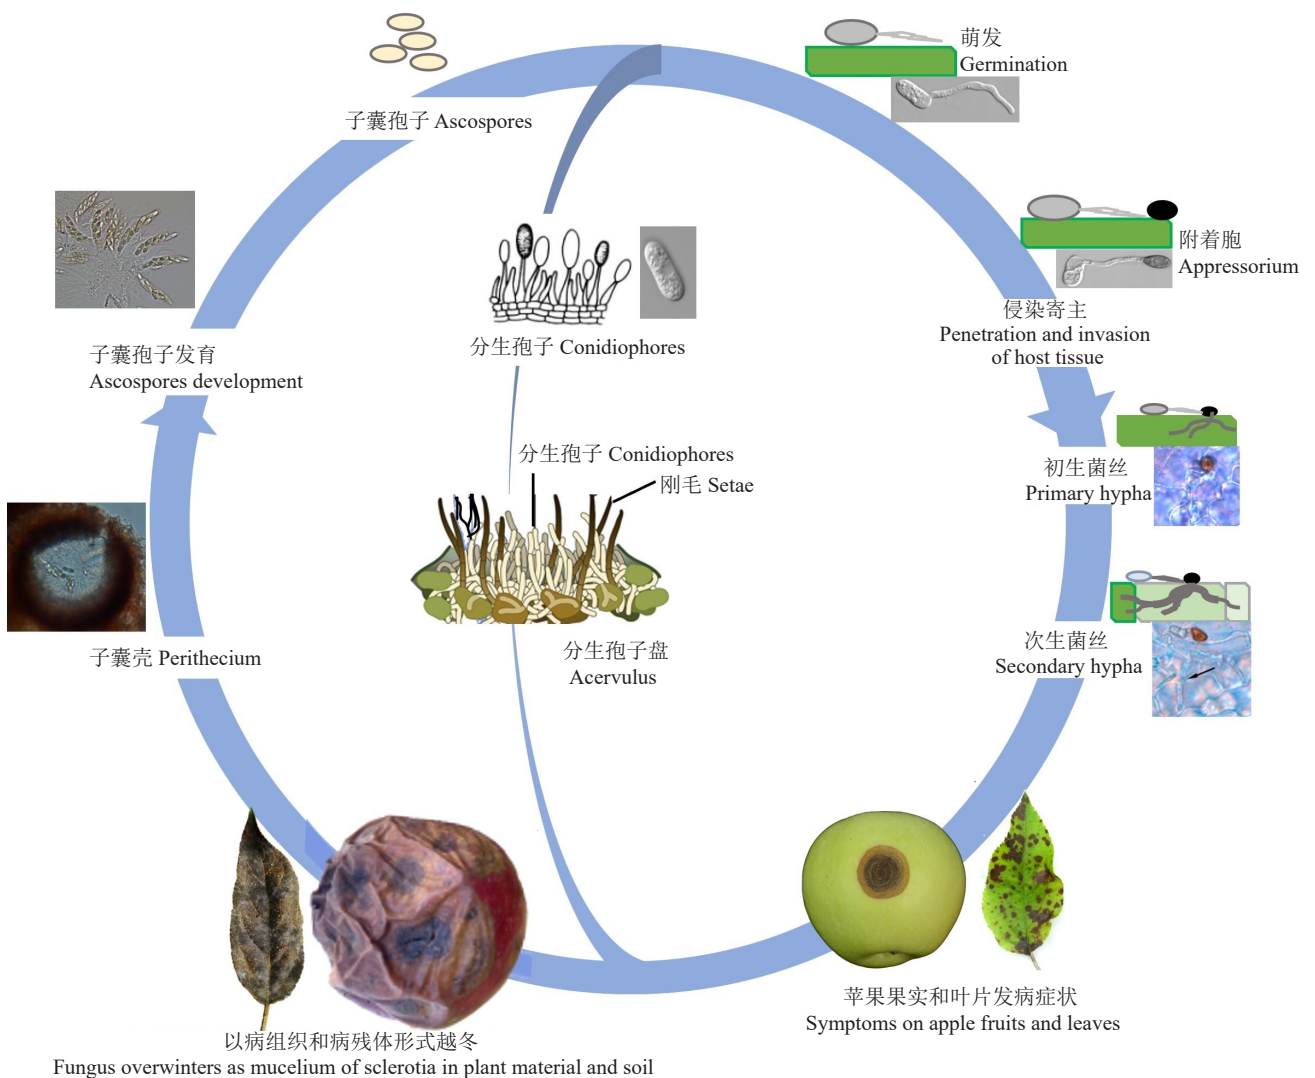 子囊孢子 Ascospores
萌发
Germination
附着胞
Appressorium
侵染寄主
Penetration and invasion
of host tissue
初生菌丝
Primary hypha
次生菌丝
Secondary hypha
苹果果实和叶片发病症状
Symptoms on apple fruits and leaves
以病组织和病残体形式越冬
Fungus overwinters as mucelium of sclerotia in plant material and soil
子囊壳 Perithecium
子囊孢子发育
Ascospores development
分生孢子 Conidiophores
分生孢子 Conidiophores
刚毛 Setae
分生孢子盘
Acervulus